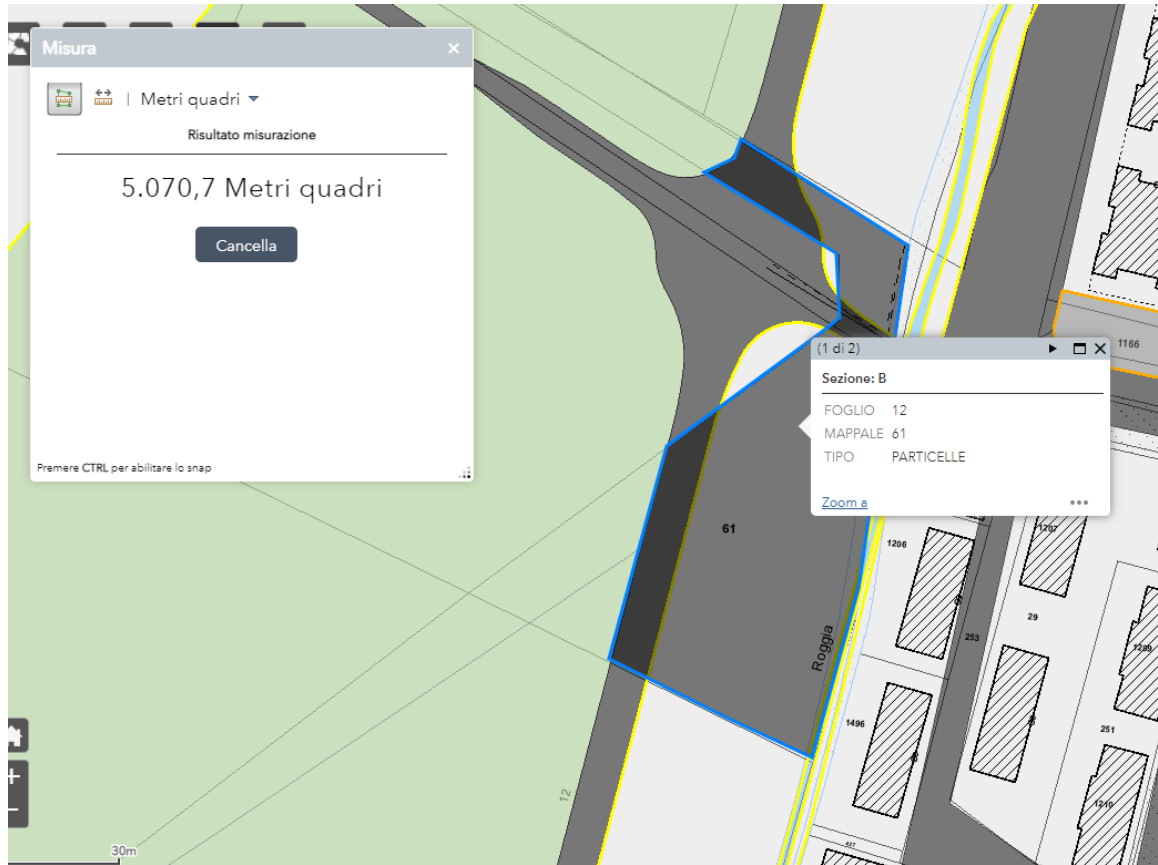 Misura
| Metri quadri
Risultato misurazione
5.070,7 Metri quadri
Cancella
Premere CTRL per abilitare lo snap
(1 di 2)
Sezione: B
FOGLIO 12
MAPPALE 61
TIPO PARTICELLE
Zoom a
1166
61
Roggia
1206
1207
29
253
1289
1496
251
1210
12
437
30m